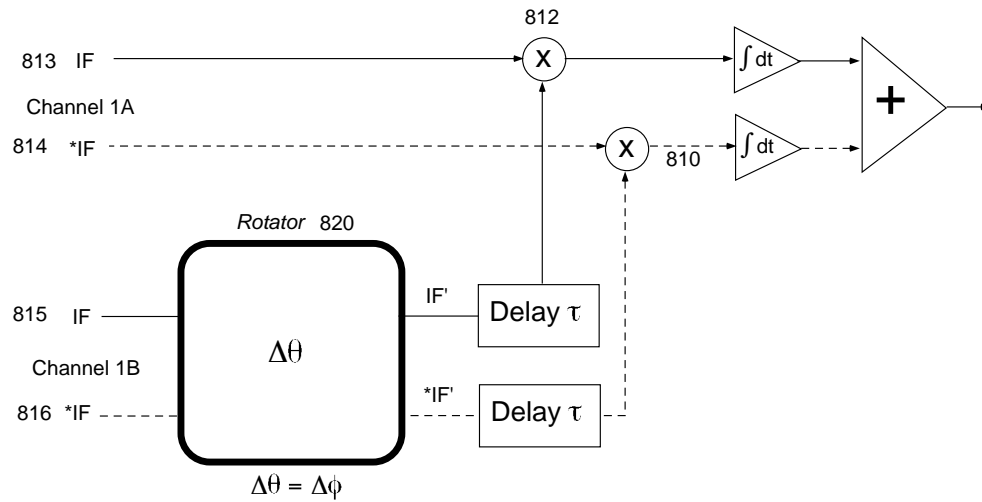 812
813 IF
X
∫ dt
+
Channel 1A
814 *IF
X
810
∫ dt
Rotator 820
815 IF
IF'
Delay τ
Δθ
Channel 1B
816 *IF
*IF'
Delay τ
Δθ = Δϕ